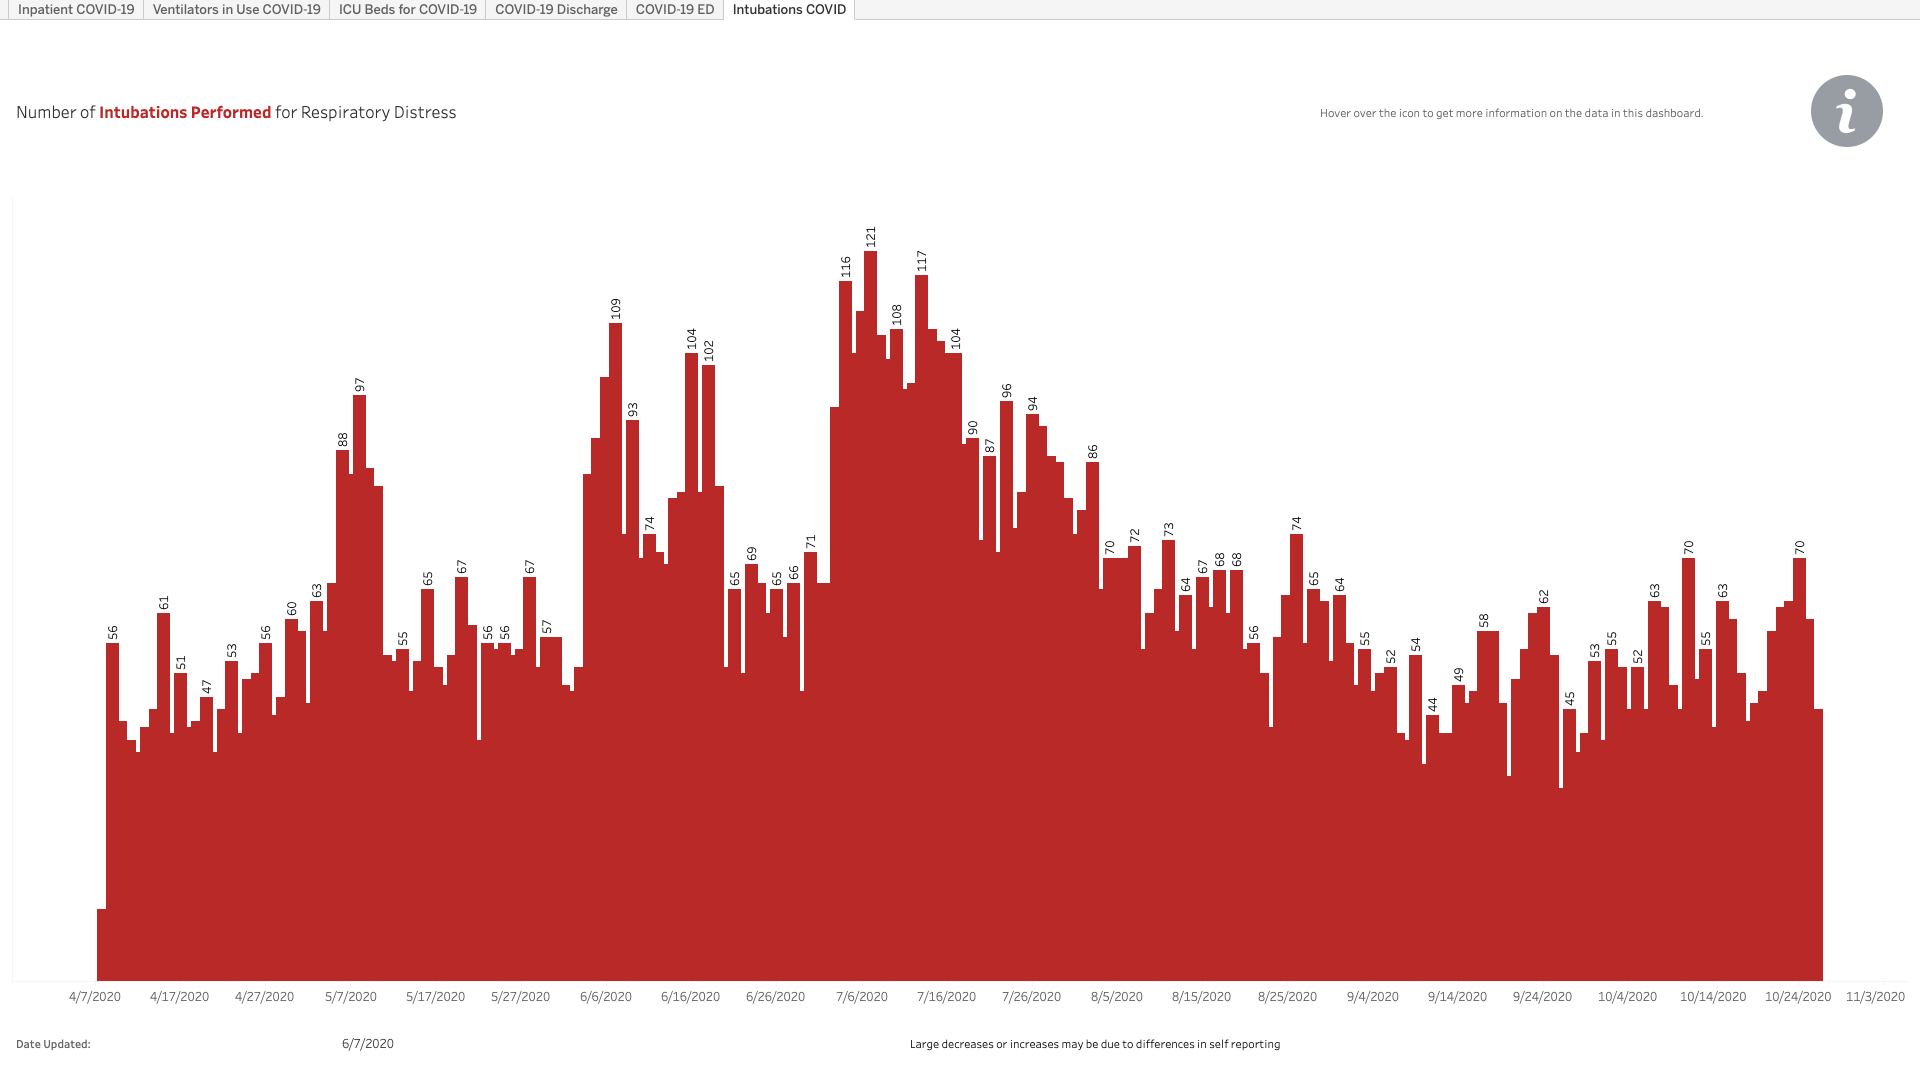 Inpatient COVID-19 Ventilators in Use COVID-19 ICU Beds for COVID-19 COVID-19 Discharge COVID-19 ED Intubations COVID
Number of Intubations Performed for Respiratory Distress
Hover over the icon to get more information on the data in this dashboard.
i
56 61 51 47 53 56 60 63 88 97 55 65 67 56 56 67 57 109 93 74 104 102 65 69 65 66 71 116 121 108 117 104 90 87 96 94 86 70 72 73 64 67 68 68 56 74 65 64 55 52 54 44 49 58 62 45 53 55 52 63 70 55 63 70
4/7/2020 4/17/2020 4/27/2020 5/7/2020 5/17/2020 5/27/2020 6/6/2020 6/16/2020 6/26/2020 7/6/2020 7/16/2020 7/26/2020 8/5/2020 8/15/2020 8/25/2020 9/4/2020 9/14/2020 9/24/2020 10/4/2020 10/14/2020 10/24/2020 11/3/2020
Date Updated: 6/7/2020
Large decreases or increases may be due to differences in self reporting